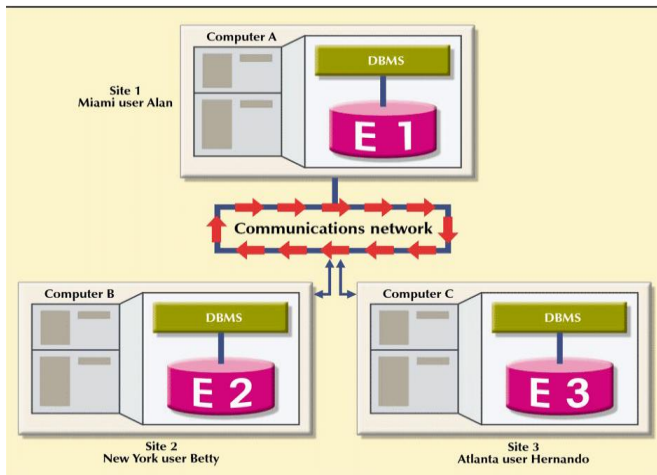 Computer A
DBMS
E 1
Site 1
Miami user Alan
Communications network
Computer B
DBMS
E 2
Site 2
New York user Betty
Computer C
DBMS
E 3
Site 3
Atlanta user Hernando